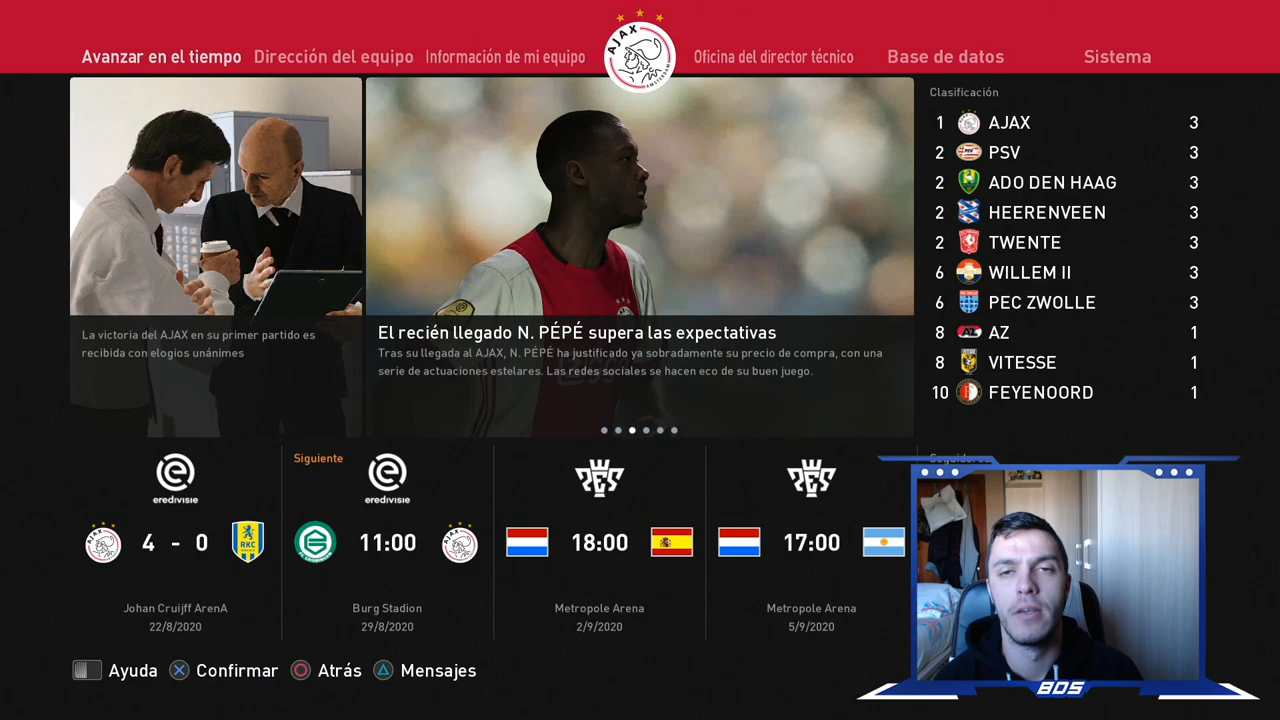 Avanzar en el tiempo
Dirección del equipo
Información de mi equipo
AJAX
AMSTERDAM
Oficina del director técnico
Base de datos
Sistema
La victoria del AJAX en su primer partido es
recibida con elogios unánimes
El recién llegado N. PÉPÉ supera las expectativas
Tras su llegada al AJAX, N. PÉPÉ ha justificado ya sobradamente su precio de compra, con una
serie de actuaciones estelares. Las redes sociales se hacen eco de su buen juego.
Clasificación
1 AJAX 3
2 PSV 3
2 ADO DEN HAAG 3
2 HEERENVEEN 3
2 TWENTE 3
6 WILLEM II 3
6 PEC ZWOLLE 3
8 AZ 1
8 VITESSE 1
10 FEYENOORD 1
eredivisie
AJAX 4 - 0 RKC
Johan Cruijff ArenA
22/8/2020
Siguiente
eredivisie
11:00 AJAX
Burg Stadion
29/8/2020
PES
18:00
Metropole Arena
2/9/2020
PES
17:00
Metropole Arena
5/9/2020
Seguidores
BDS
Ayuda Confirmar Atrás Mensajes